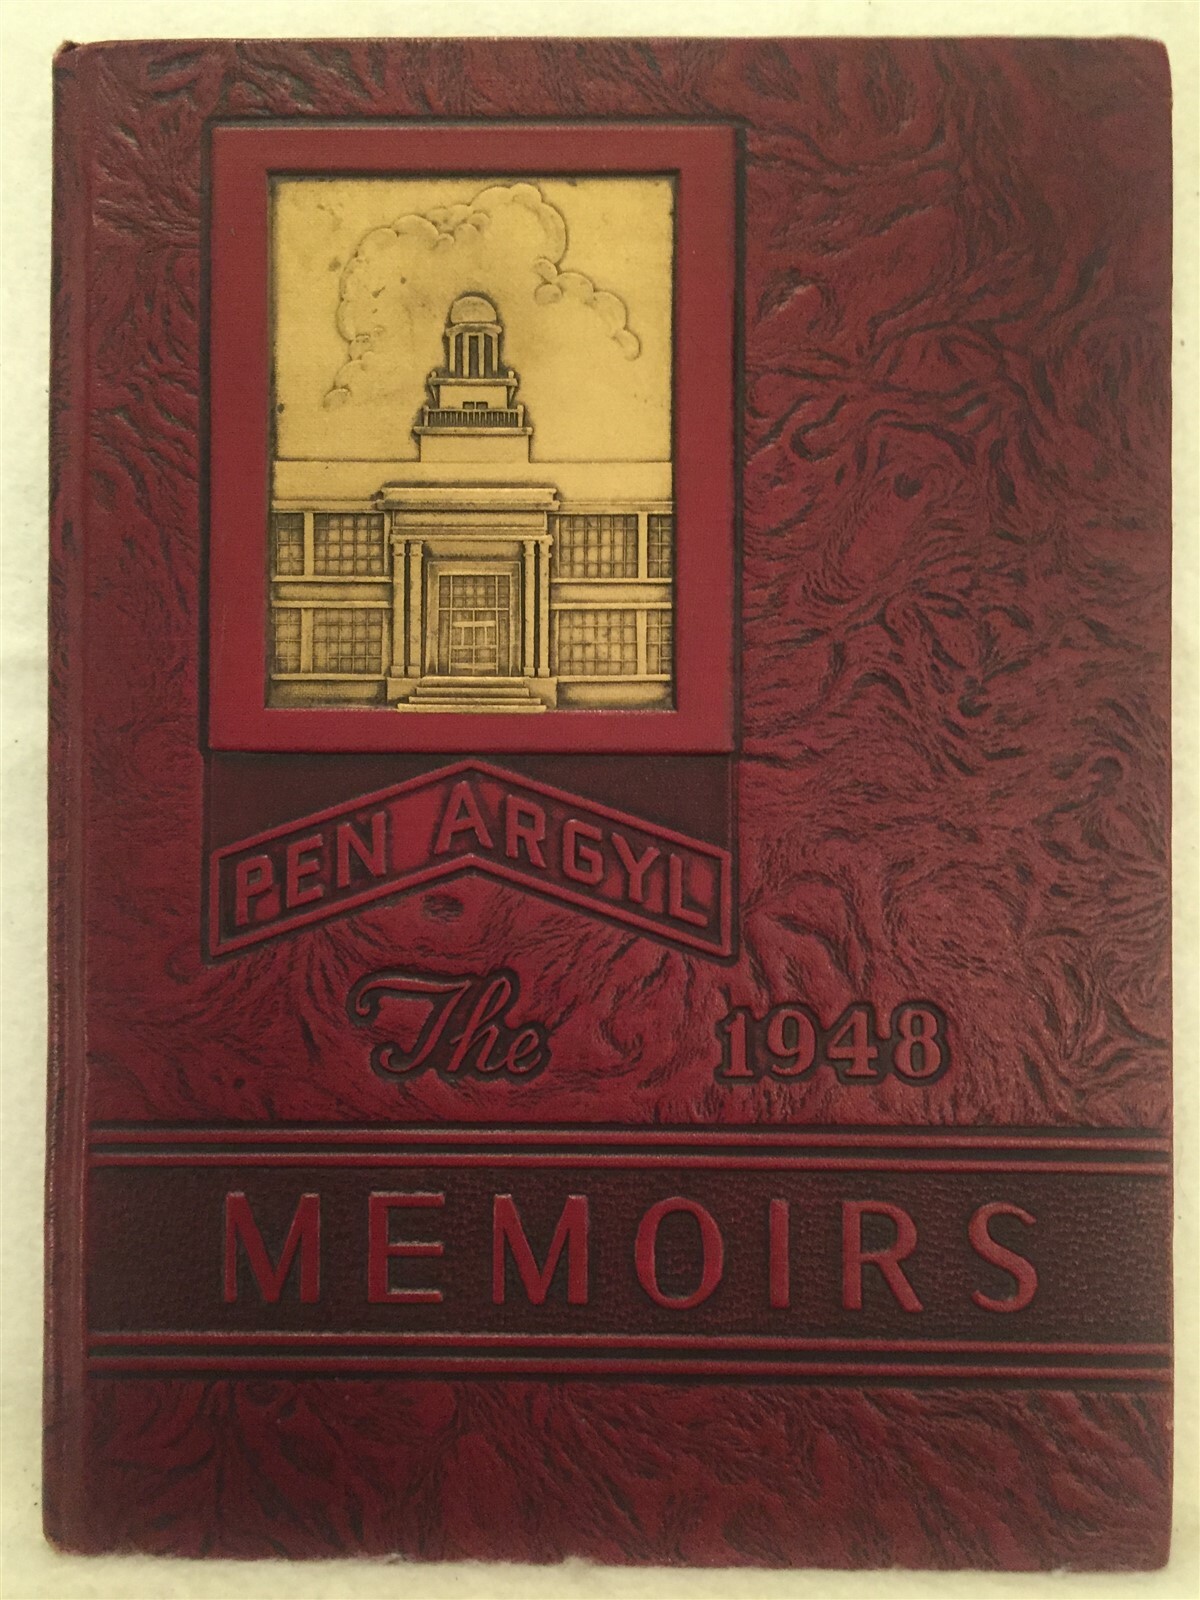 PEN ARGYL
The 1948
MEMOIRS